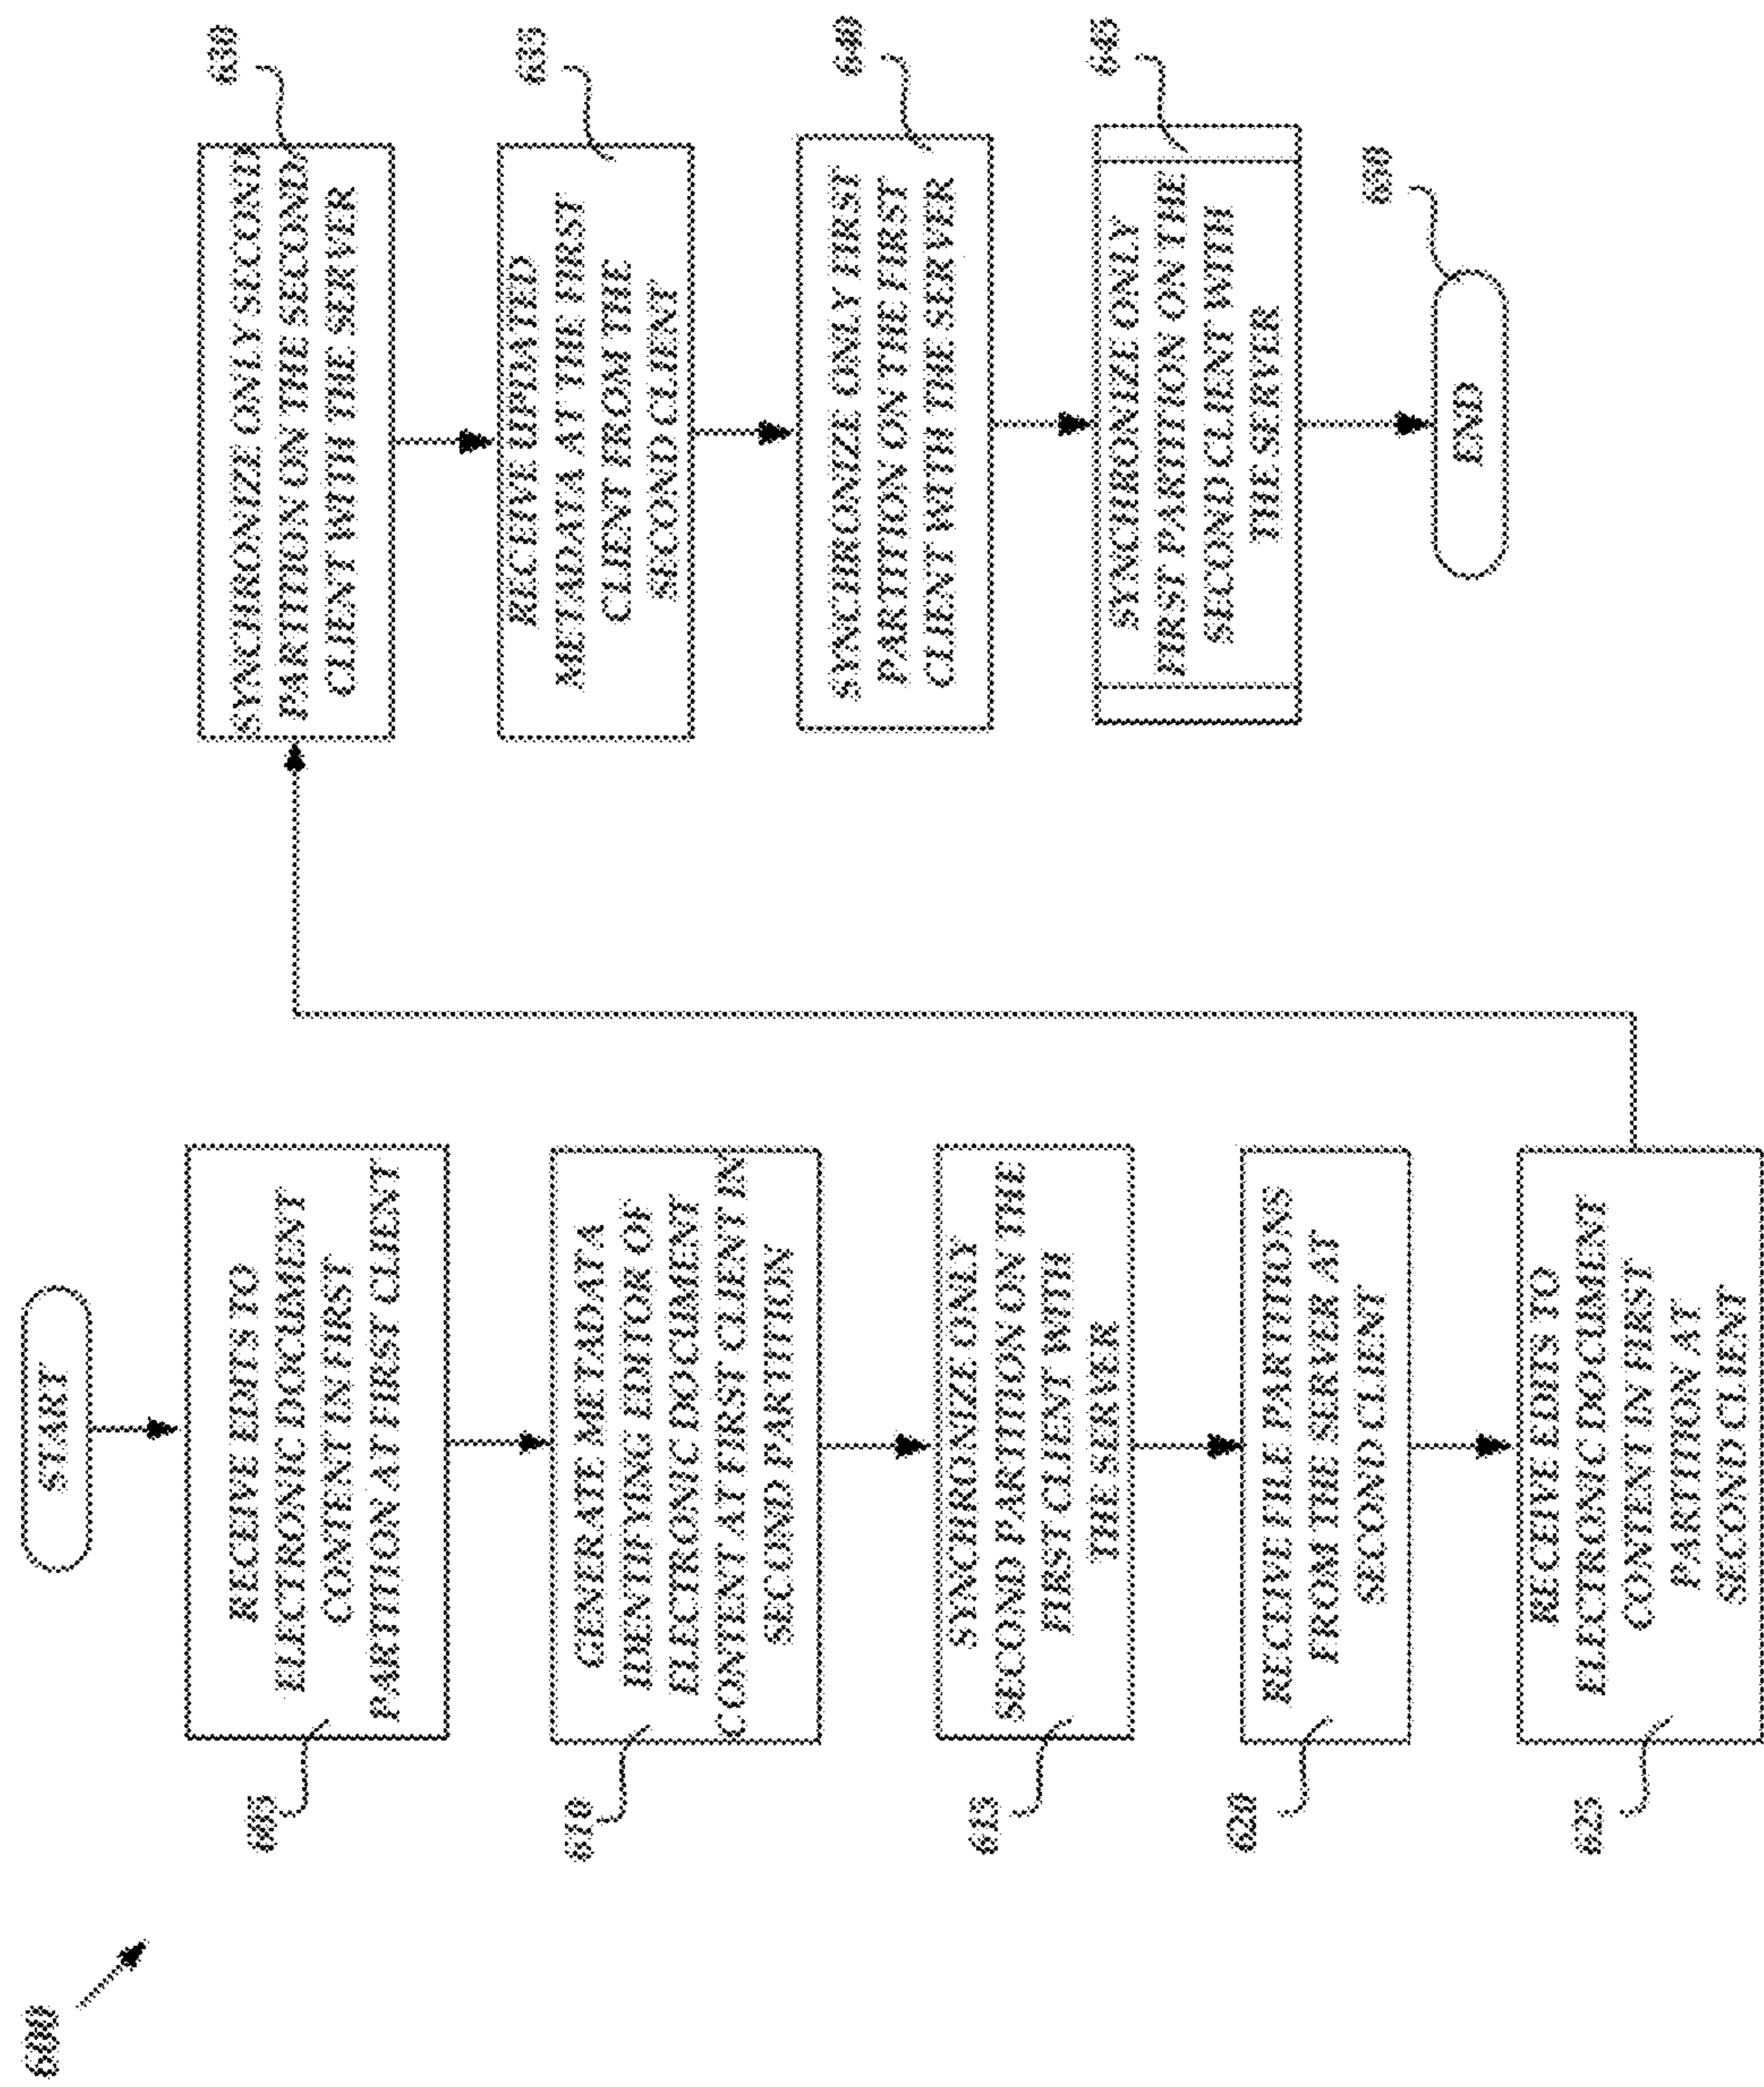 600
START
605
RECEIVE EDITS TO
ELECTRONIC DOCUMENT
CONTENT IN FIRST
PARTITION AT FIRST CLIENT
610
GENERATE METADATA
IDENTIFYING EDITOR OF
ELECTRONIC DOCUMENT
CONTENT AT FIRST CLIENT IN
SECOND PARTITION
615
SYNCHRONIZE ONLY
SECOND PARTITION ON THE
FIRST CLIENT WITH
THE SERVER
620
RECEIVE FILE PARTITIONS
FROM THE SERVER AT
SECOND CLIENT
625
RECEIVE EDITS TO
ELECTRONIC DOCUMENT
CONTENT IN FIRST
PARTITION AT
SECOND CLIENT
630
SYNCHRONIZE ONLY SECOND
PARTITION ON THE SECOND
CLIENT WITH THE SERVER
635
RECEIVE UPDATED
METADATA AT THE FIRST
CLIENT FROM THE
SECOND CLIENT
640
SYNCHRONIZE ONLY FIRST
PARTITION ON THE FIRST
CLIENT WITH THE SERVER
645
SYNCHRONIZE ONLY
FIRST PARTITION ON THE
SECOND CLIENT WITH
THE SERVER
650
END